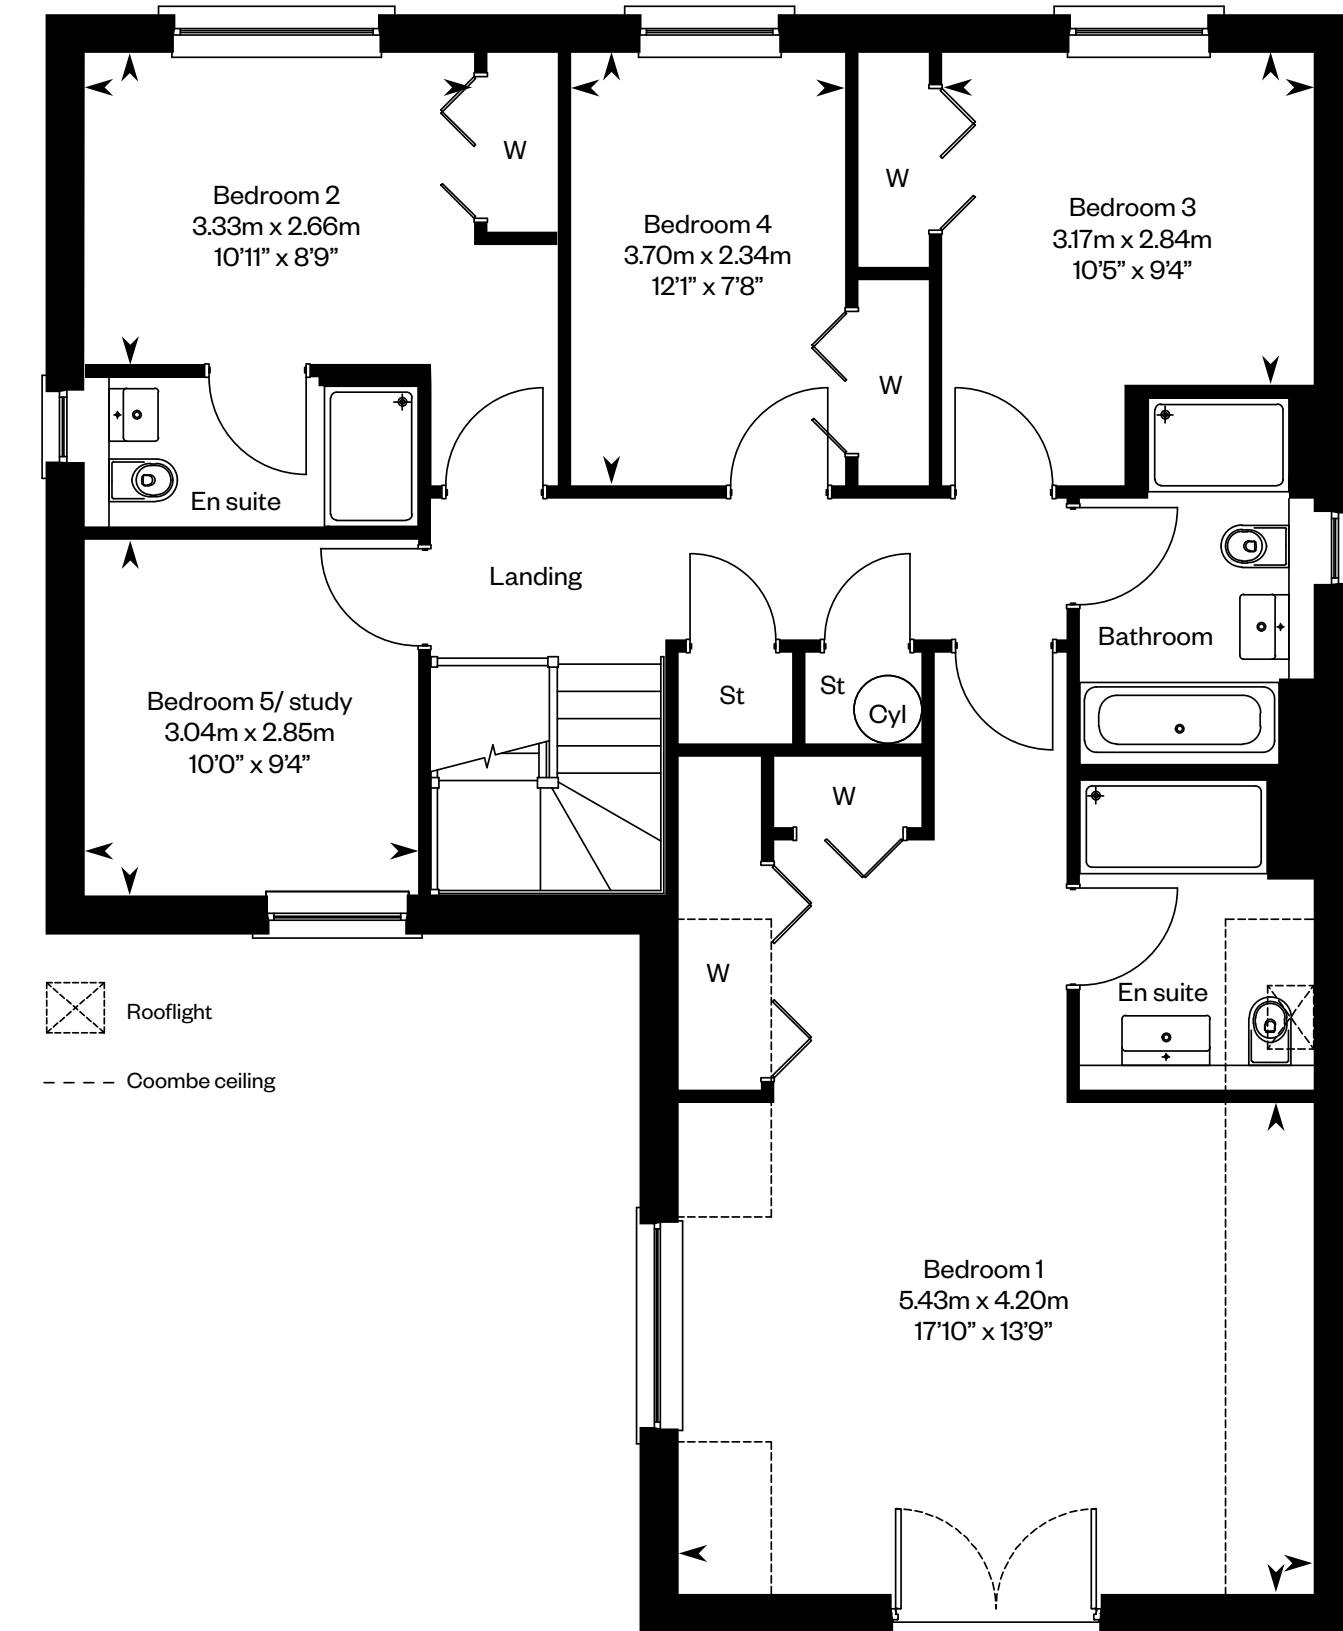 Bedroom 2
3.33m x 2.66m
10’11” x 8’9”
W
Bedroom 4
3.70m x 2.34m
12’1” x 7’8”
W
Bedroom 3
3.17m x 2.84m
10’5” x 9’4”
W
En suite
Landing
Bathroom
Bedroom 5/ study
3.04m x 2.85m
10’0” x 9’4”
St
St
Cyl
W
W
En suite
Rooflight
Coombe ceiling
Bedroom 1
5.43m x 4.20m
17’10” x 13’9”